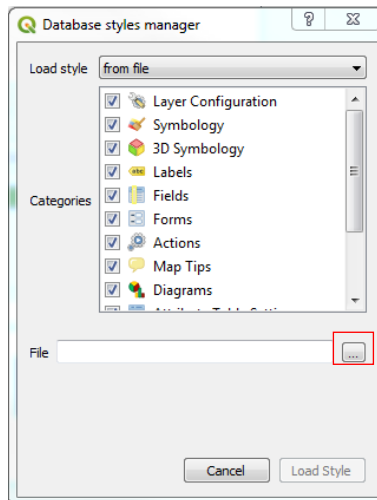 Database styles manager
Load style from file
Categories
Layer Configuration
Symbology
3D Symbology
abc Labels
Fields
Forms
Actions
Map Tips
Diagrams
File ...
Cancel Load Style